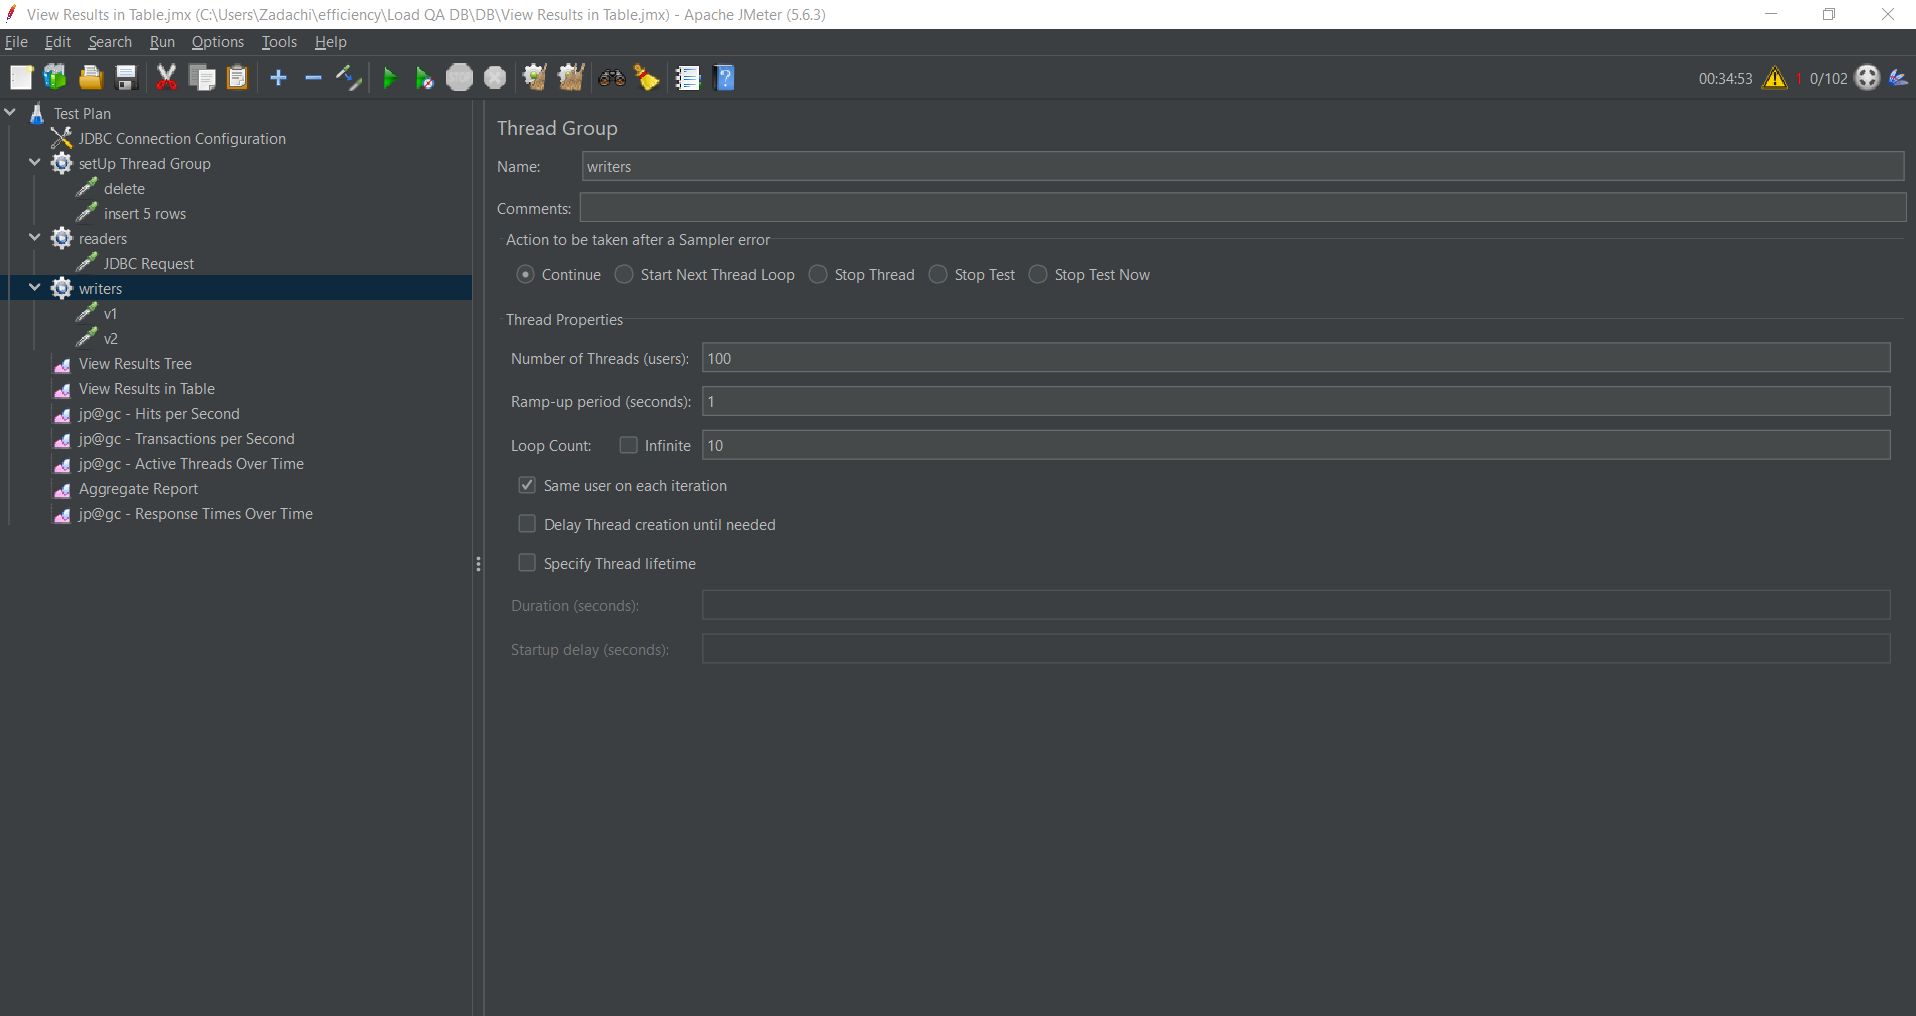 View Results in Table.jmx (C:\Users\Zadachi\efficiency\Load QA DB\DB\View Results in Table.jmx) - Apache JMeter (5.6.3)
File Edit Search Run Options Tools Help
STOP
00:34:53 1 0/102
Test Plan
JDBC Connection Configuration
setUp Thread Group
delete
insert 5 rows
readers
JDBC Request
writers
v1
v2
View Results Tree
View Results in Table
jp@gc - Hits per Second
jp@gc - Transactions per Second
jp@gc - Active Threads Over Time
Aggregate Report
jp@gc - Response Times Over Time
Thread Group
Name: writers
Comments:
Action to be taken after a Sampler error
Continue Start Next Thread Loop Stop Thread Stop Test Stop Test Now
Thread Properties
Number of Threads (users): 100
Ramp-up period (seconds): 1
Loop Count: Infinite 10
Same user on each iteration
Delay Thread creation until needed
Specify Thread lifetime
Duration (seconds):
Startup delay (seconds):